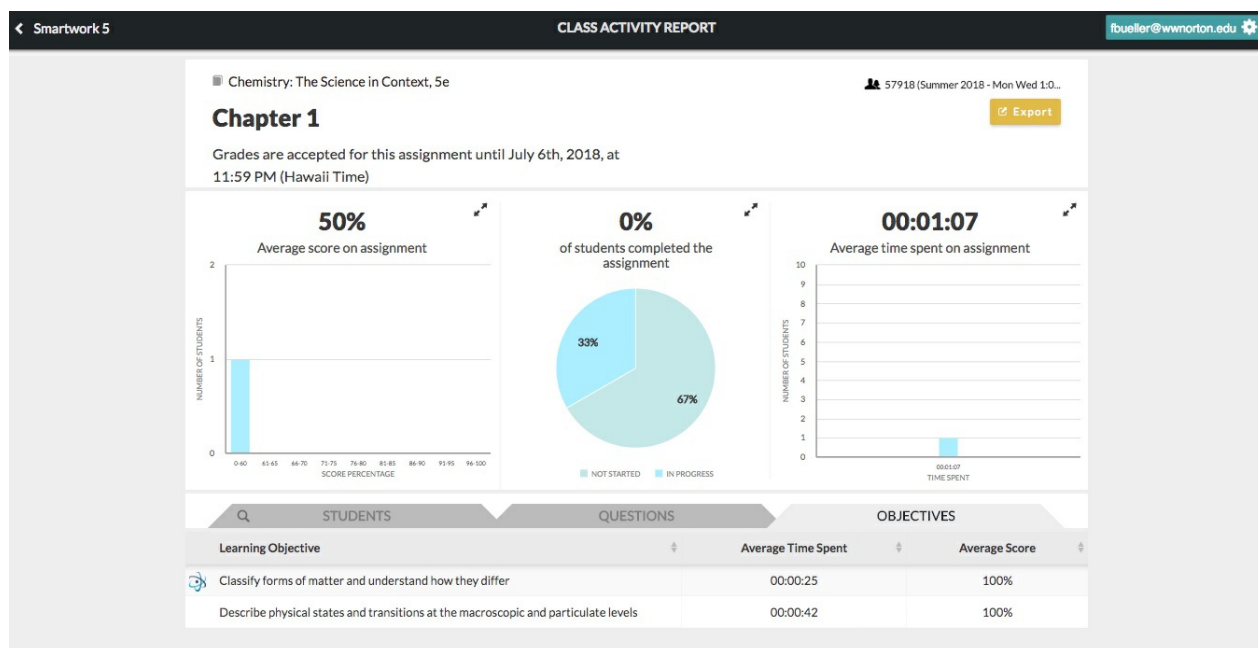 Smartwork 5
CLASS ACTIVITY REPORT
fbueller@wwnorton.edu
Chemistry: The Science in Context, 5e
57918 (Summer 2018 - Mon Wed 1:0...
Chapter 1
Export
Grades are accepted for this assignment until July 6th, 2018, at
11:59 PM (Hawaii Time)
50%
Average score on assignment
2
1
0
NUMBER OF STUDENTS
0-60 61-65 66-70 71-75 76-80 81-85 86-90 91-95 96-100
SCORE PERCENTAGE
0%
of students completed the
assignment
33%
67%
NOT STARTED IN PROGRESS
00:01:07
Average time spent on assignment
10
9
8
7
6
5
4
3
2
1
0
NUMBER OF STUDENTS
00:01:07
TIME SPENT
STUDENTS QUESTIONS OBJECTIVES
Learning Objective Average Time Spent Average Score
Classify forms of matter and understand how they differ 00:00:25 100%
Describe physical states and transitions at the macroscopic and particulate levels 00:00:42 100%